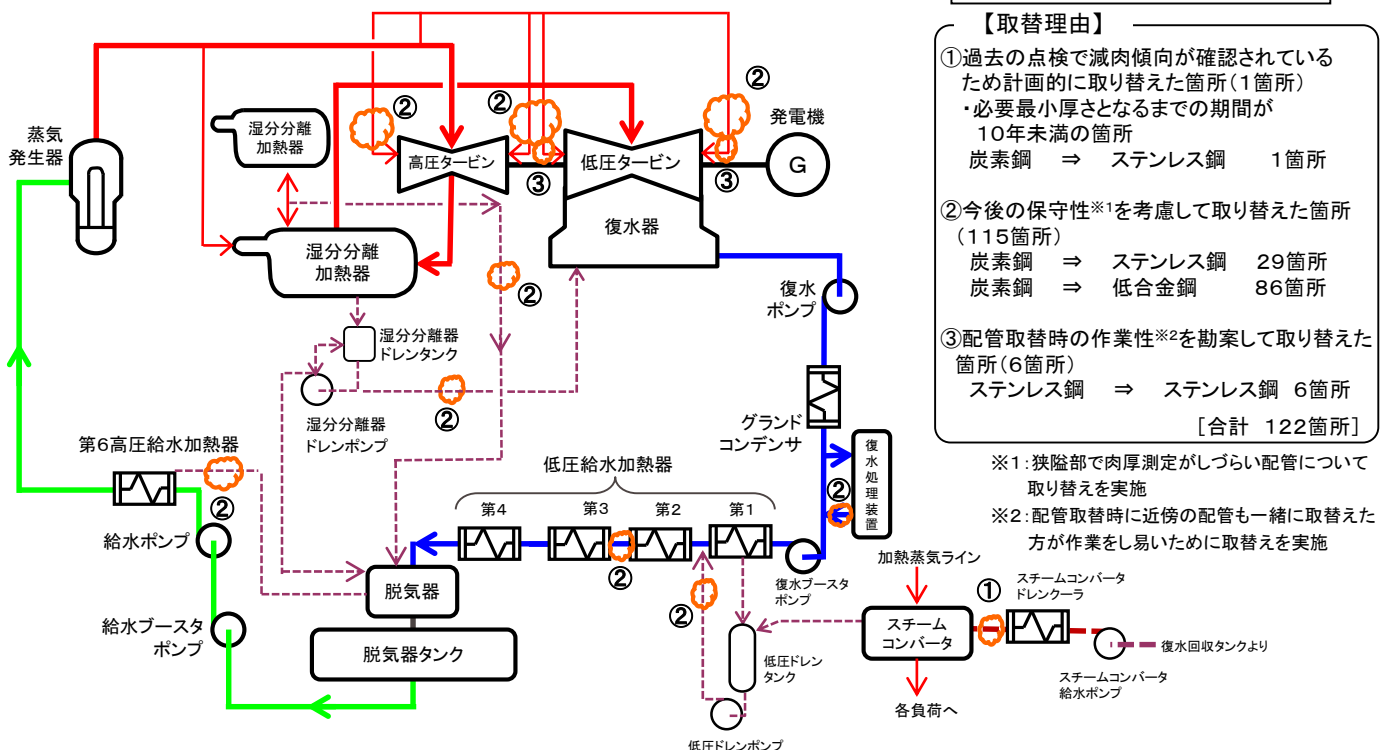 【取替理由】
①過去の点検で減肉傾向が確認されている
ため計画的に取り替えた箇所(1箇所)
・必要最小厚さとなるまでの期間が
10年未満の箇所
炭素鋼 ⇒ ステンレス鋼 1箇所
②今後の保守性※1を考慮して取り替えた箇所
(115箇所)
炭素鋼 ⇒ ステンレス鋼 29箇所
炭素鋼 ⇒ 低合金鋼 86箇所
③配管取替時の作業性※2を勘案して取り替えた
箇所(6箇所)
ステンレス鋼 ⇒ ステンレス鋼 6箇所
[合計 122箇所]
※1:狭隘部で肉厚測定がしづらい配管について
取り替えを実施
※2:配管取替時に近傍の配管も一緒に取替えた
方が作業をし易いために取替えを実施
蒸気
発生器
湿分分離
加熱器
②
②
②
高圧タービン
低圧タービン
発電機
G
③
③
復水器
湿分分離
加熱器
②
復水
ポンプ
湿分分離器
ドレンタンク
②
湿分分離器
ドレンポンプ
グランド
コンデンサ
復水処理装置
②
第6高圧給水加熱器
②
低圧給水加熱器
第4
第3
第2
第1
②
給水ポンプ
脱気器
復水ブースタ
ポンプ
②
給水ブースタ
ポンプ
脱気器タンク
低圧ドレン
タンク
低圧ドレンポンプ
加熱蒸気ライン
スチーム
コンバータ
①
スチームコンバータ
ドレンクーラ
復水回収タンクより
スチームコンバータ
給水ポンプ
各負荷へ